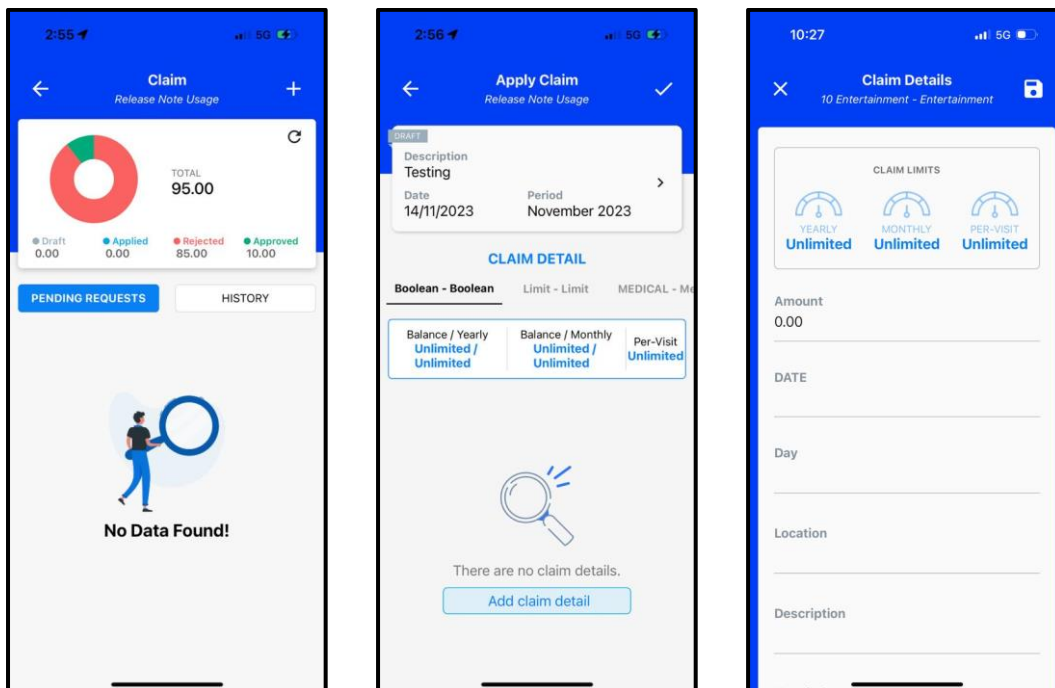 2:55
5G
Claim
Release Note Usage
TOTAL
95.00
Draft
0.00
Applied
0.00
Rejected
85.00
Approved
10.00
PENDING REQUESTS
HISTORY
No Data Found!
2:56
5G
Apply Claim
Release Note Usage
DRAFT
Description
Testing
Date
14/11/2023
Period
November 2023
CLAIM DETAIL
Boolean - Boolean
Limit - Limit
MEDICAL - Me
Balance / Yearly
Unlimited /
Unlimited
Balance / Monthly
Unlimited /
Unlimited
Per-Visit
Unlimited
There are no claim details.
Add claim detail
10:27
5G
Claim Details
10 Entertainment - Entertainment
CLAIM LIMITS
YEARLY
Unlimited
MONTHLY
Unlimited
PER-VISIT
Unlimited
Amount
0.00
DATE
Day
Location
Description